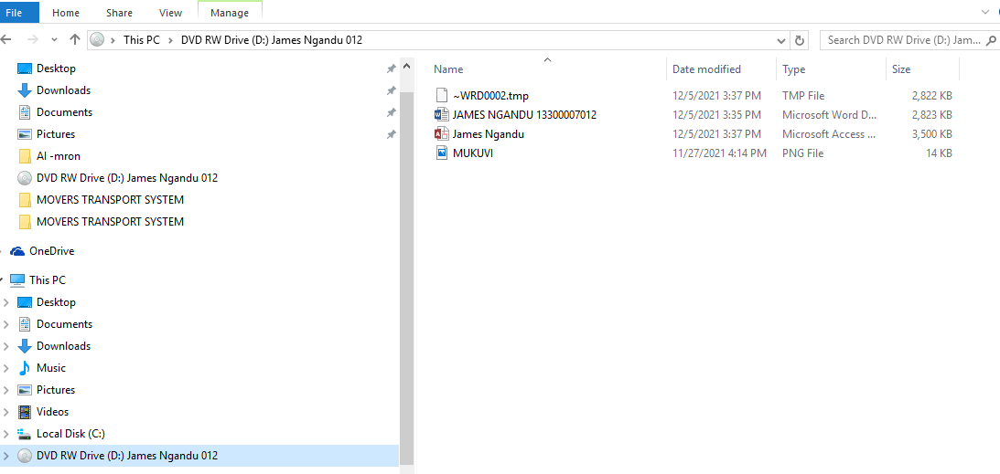 File Home Share View Manage
This PC DVD RW Drive (D:) James Ngandu 012 Search DVD RW Drive (D:) Jam...
Desktop
Downloads
Documents
Pictures
AI -mron
DVD RW Drive (D:) James Ngandu 012
MOVERS TRANSPORT SYSTEM
MOVERS TRANSPORT SYSTEM
OneDrive
This PC
Desktop
Documents
Downloads
Music
Pictures
Videos
Local Disk (C:)
DVD RW Drive (D:) James Ngandu 012
Name Date modified Type Size
~WRD0002.tmp 12/5/2021 3:37 PM TMP File 2,822 KB
JAMES NGANDU 13300007012 12/5/2021 3:35 PM Microsoft Word D... 2,823 KB
James Ngandu 12/5/2021 3:37 PM Microsoft Access ... 3,500 KB
MUKUVI 11/27/2021 4:14 PM PNG File 14 KB